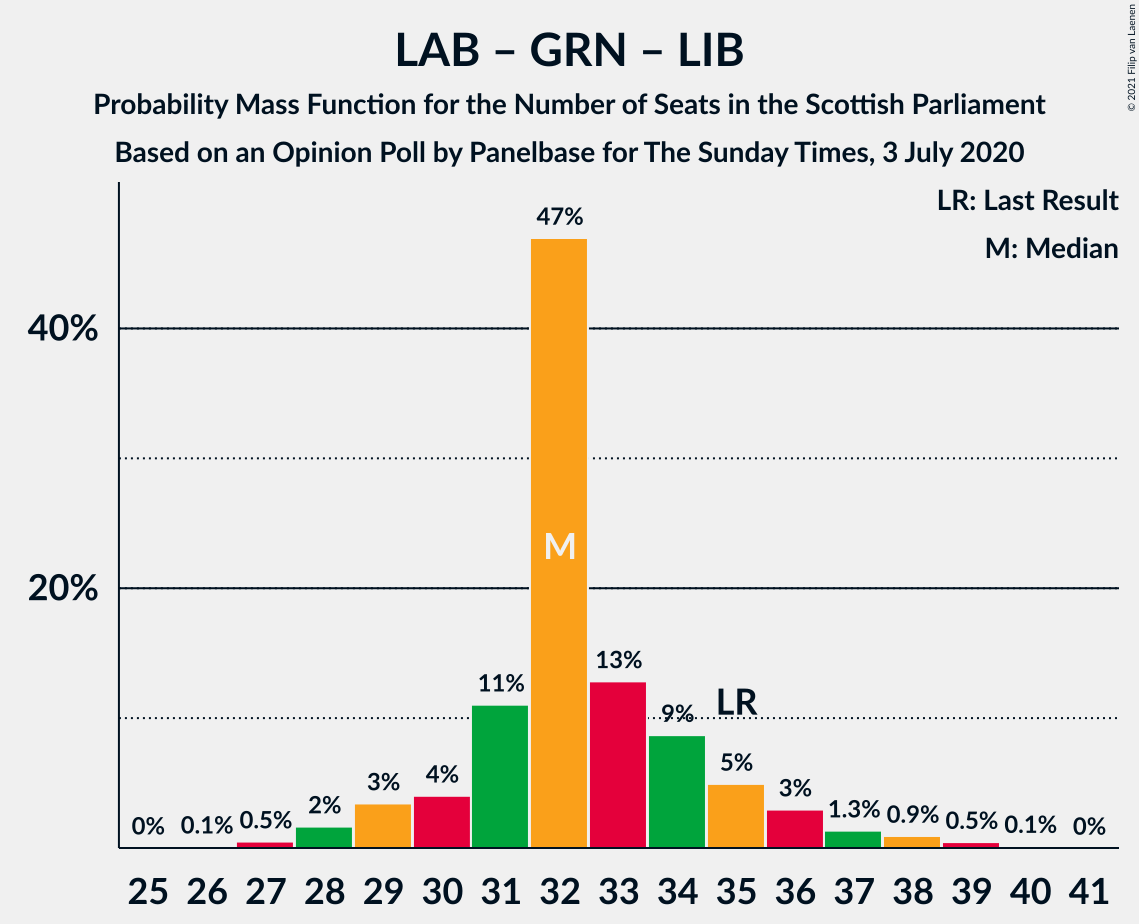 LAB – GRN – LIB
Probability Mass Function for the Number of Seats in the Scottish Parliament
Based on an Opinion Poll by Panelbase for The Sunday Times, 3 July 2020
© 2021 Filip van Laenen
LR: Last Result
M: Median
47%
40%
M
20%
13%
11%
LR
9%
5%
4%
3%
3%
2%
1.3%
0.9%
0.5%
0.5%
0% 0.1% 0.1% 0%
25 26 27 28 29 30 31 32 33 34 35 36 37 38 39 40 41